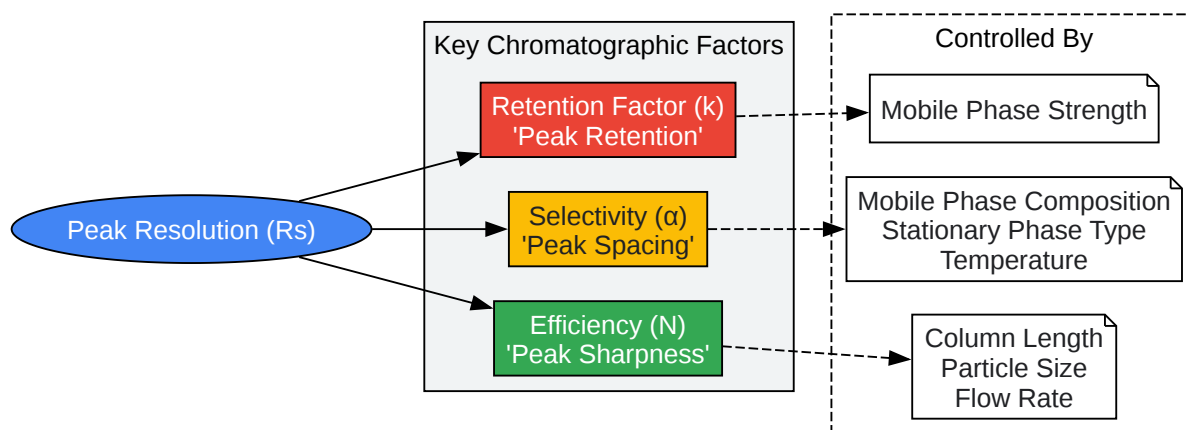 Key Chromatographic Factors
Controlled By
Peak Resolution (Rs)
Retention Factor (k)
'Peak Retention'
Mobile Phase Strength
Selectivity (α)
'Peak Spacing'
Mobile Phase Composition
Stationary Phase Type
Temperature
Efficiency (N)
'Peak Sharpness'
Column Length
Particle Size
Flow Rate